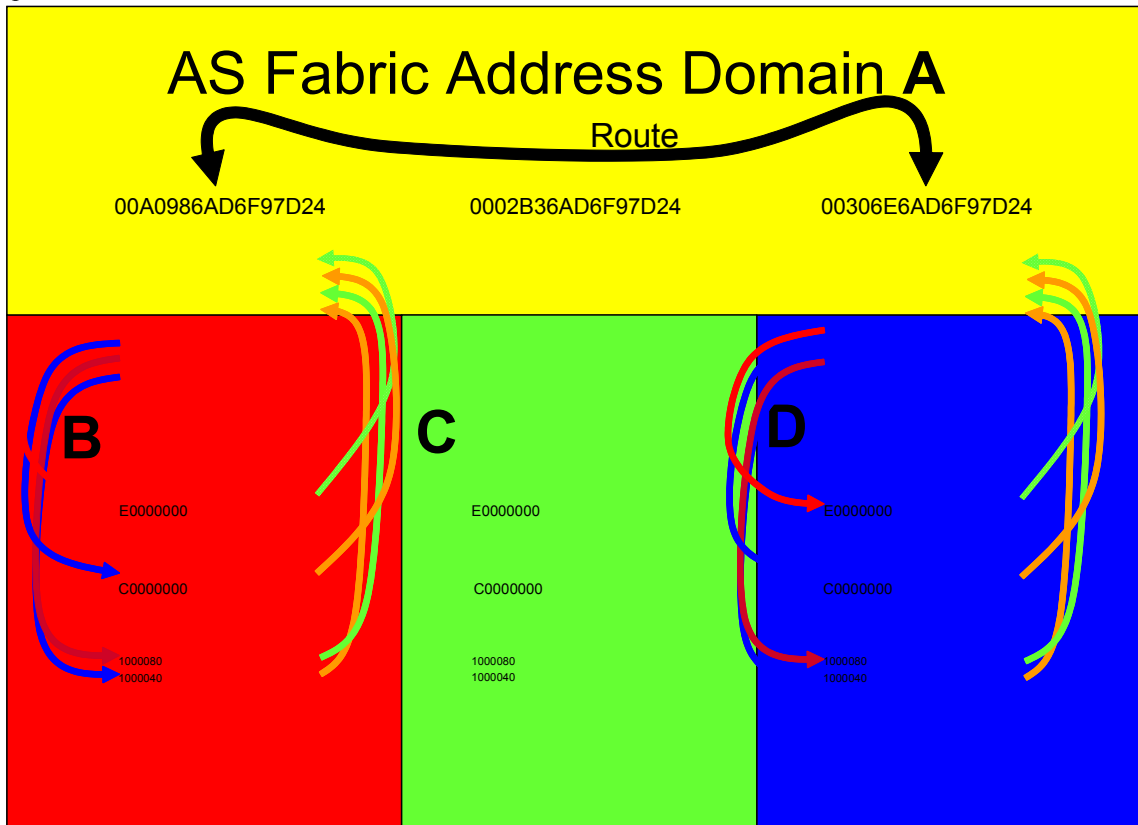 AS Fabric Address Domain A
Route
00A0986AD6F97D24 0002B36AD6F97D24 00306E6AD6F97D24
B C D
E0000000 E0000000 E0000000
C0000000 C0000000 C0000000
1000080 1000080 1000080
1000040 1000040 1000040